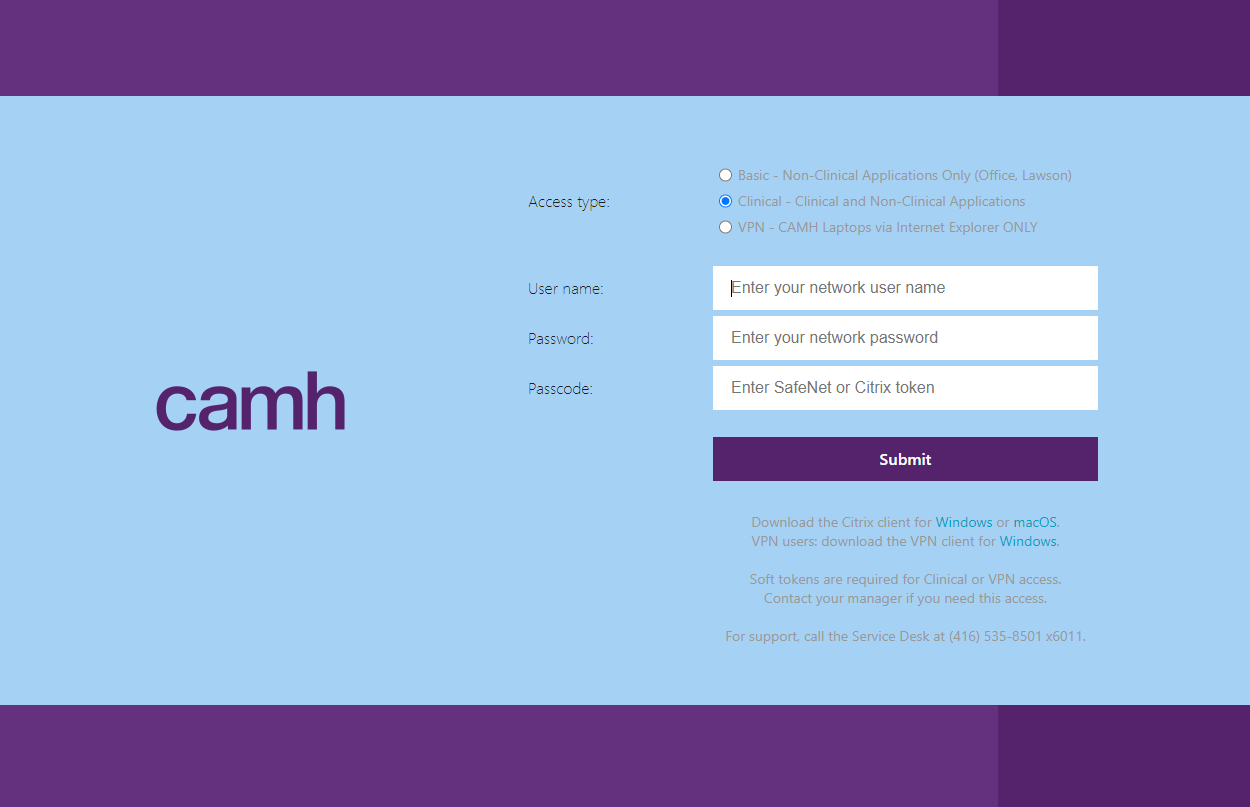 Basic - Non-Clinical Applications Only (Office, Lawson)
Access type:
Clinical - Clinical and Non-Clinical Applications
VPN - CAMH Laptops via Internet Explorer ONLY
User name:
Enter your network user name
Password:
Enter your network password
camh
Passcode:
Enter SafeNet or Citrix token
Submit
Download the Citrix client for Windows or macOS.
VPN users: download the VPN client for Windows.
Soft tokens are required for Clinical or VPN access.
Contact your manager if you need this access.
For support, call the Service Desk at (416) 535-8501 x6011.